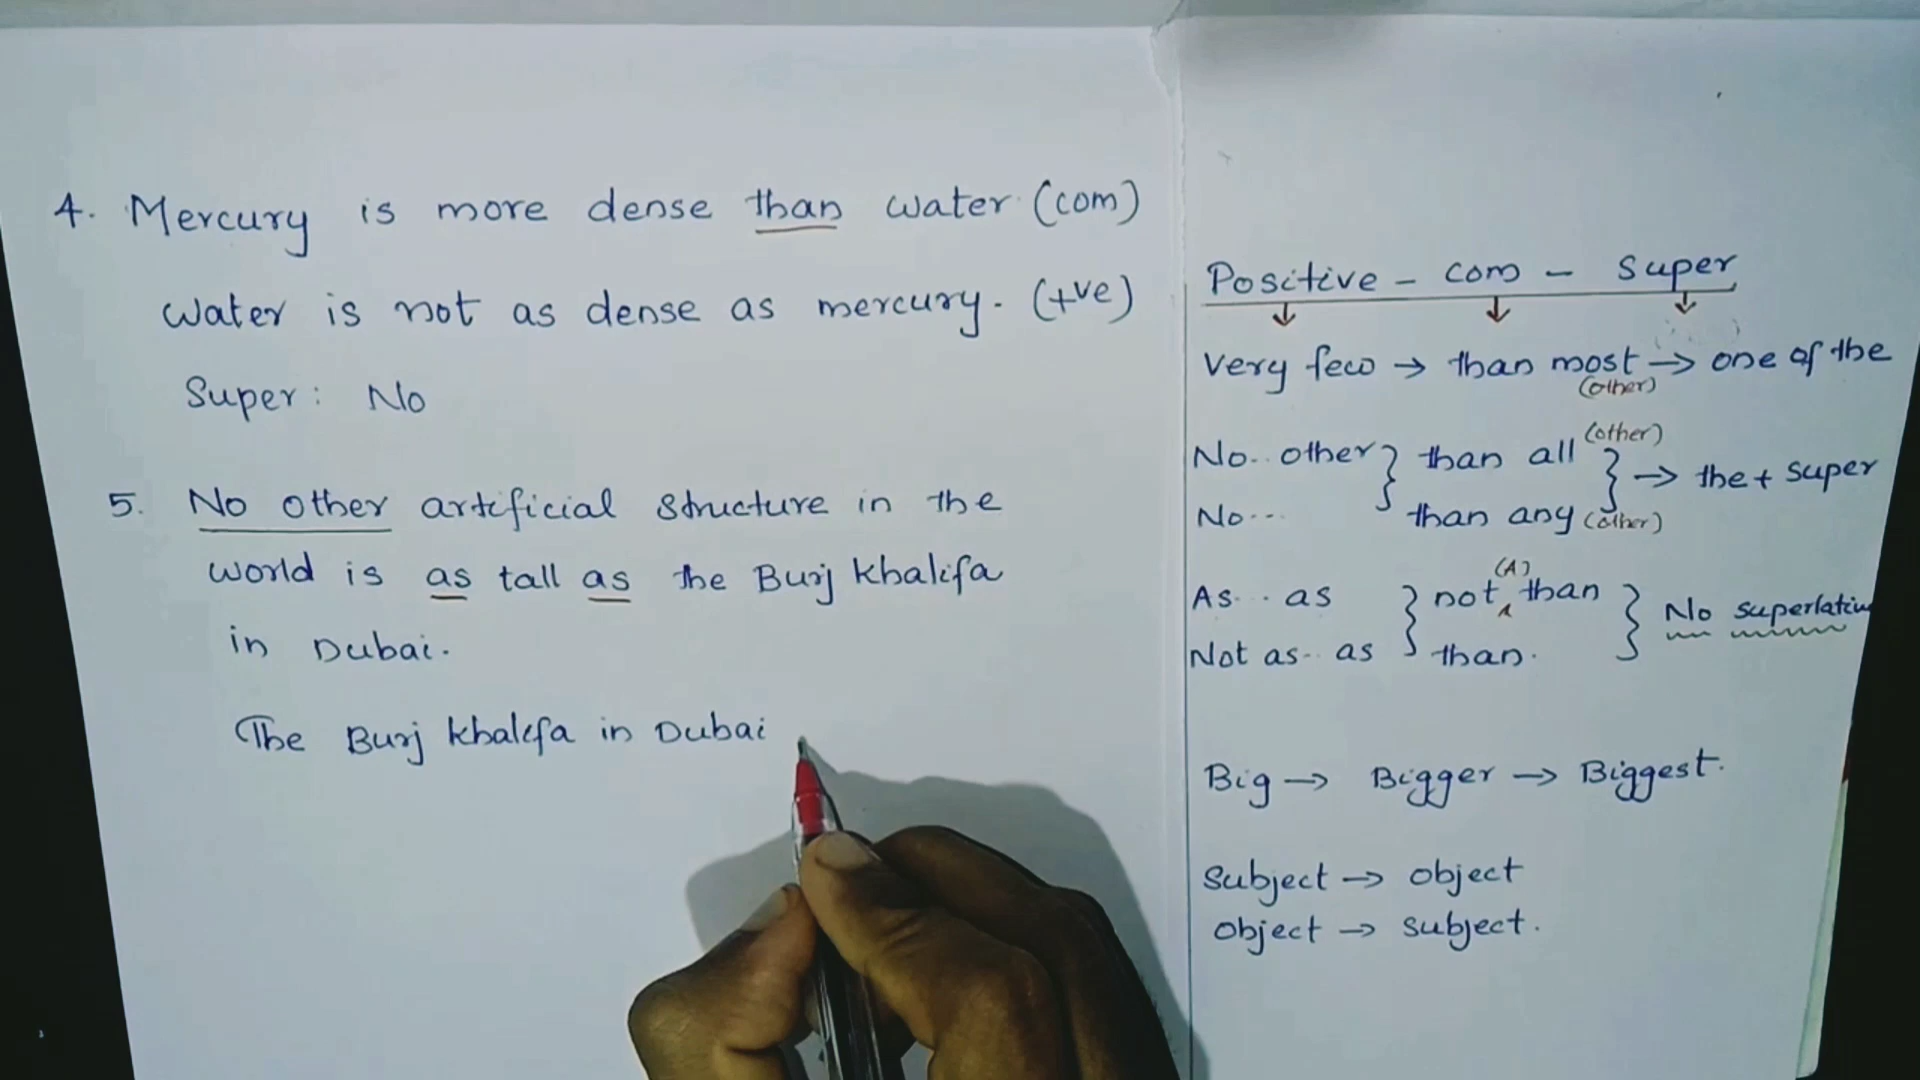 4. Mercury is more dense than water (com)
water is not as dense as mercury. (+ve)
Super: No
5. No other artificial structure in the
world is as tall as the Burj khalifa
in Dubai.
The Burj khalifa in Dubai
Positive - com - super
Very few → than most → one of the
(other)
No.. other } than all (other) } → the + super
No... than any (other)
(A)
As... as } not ‸ than } No superlative
Not as.. as than.
Big → Bigger → Biggest.
Subject → object
object → subject.